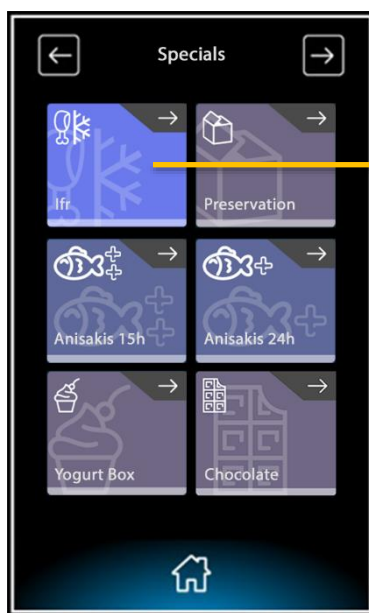 Specials
Ifr
Preservation
Anisakis 15h
Anisakis 24h
Yogurt Box
Chocolate